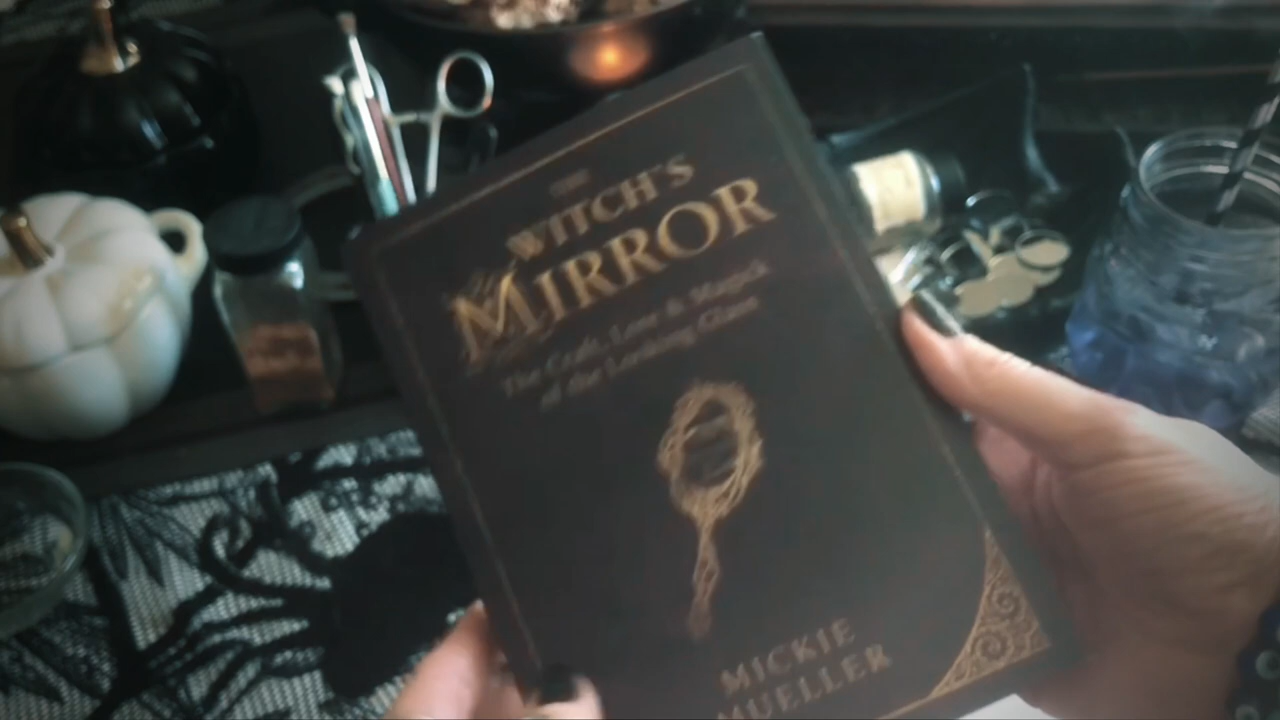 THE
WITCH'S
MIRROR
The Craft, Lore & Magick
of the Looking Glass
MICKIE
MUELLER